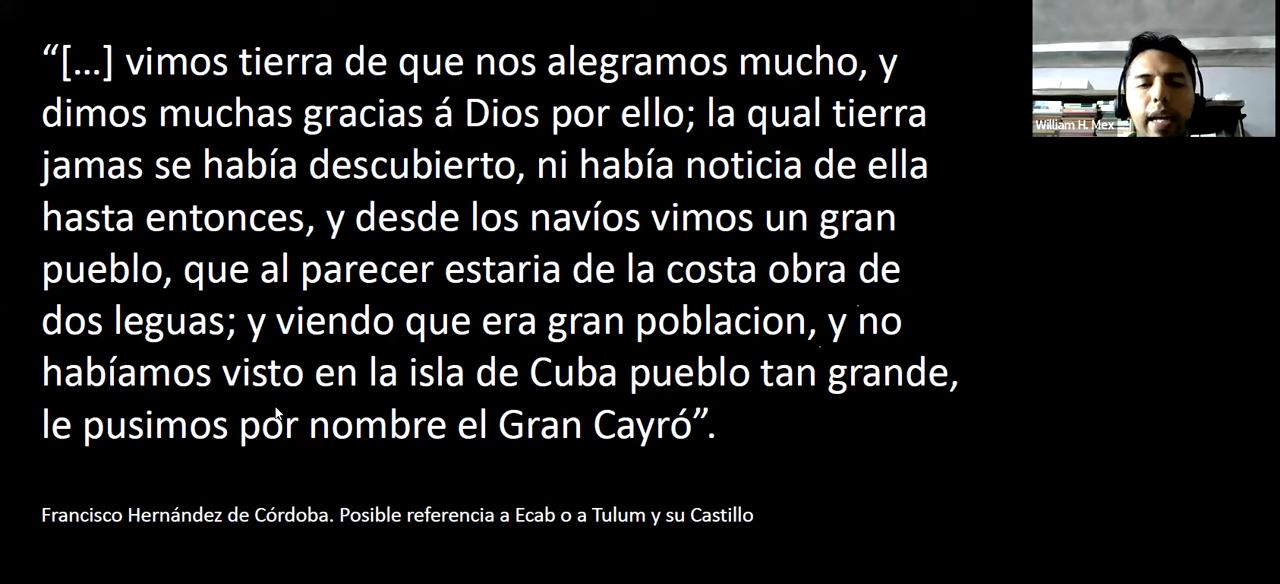 “[...] vimos tierra de que nos alegramos mucho, y
dimos muchas gracias á Dios por ello; la qual tierra
jamas se había descubierto, ni había noticia de ella
hasta entonces, y desde los navíos vimos un gran
pueblo, que al parecer estaria de la costa obra de
dos leguas; y viendo que era gran poblacion, y no
habíamos visto en la isla de Cuba pueblo tan grande,
le pusimos por nombre el Gran Cayró”.
Francisco Hernández de Córdoba. Posible referencia a Ecab o a Tulum y su Castillo
William H. Mex